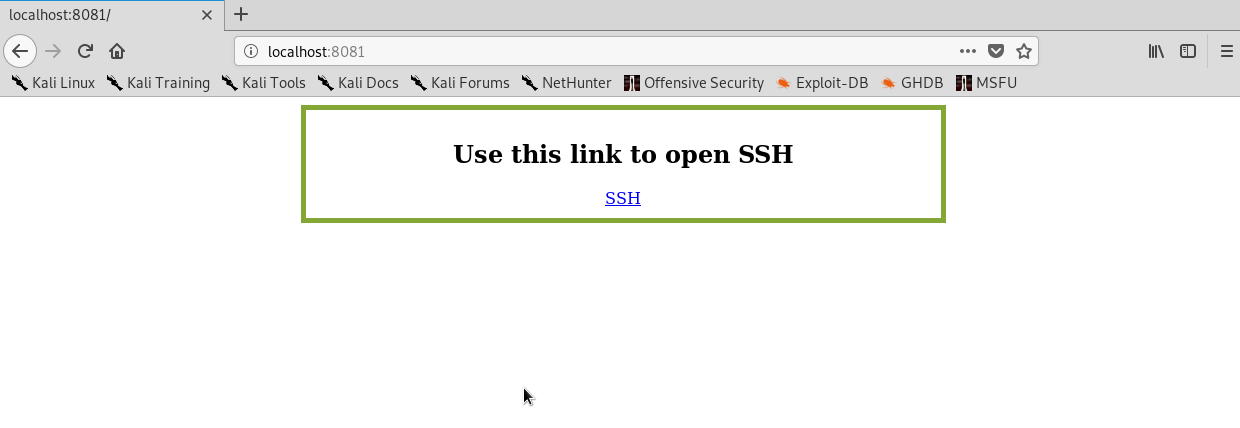 localhost:8081/
localhost:8081
Kali Linux Kali Training Kali Tools Kali Docs Kali Forums NetHunter Offensive Security Exploit-DB GHDB MSFU
Use this link to open SSH
SSH